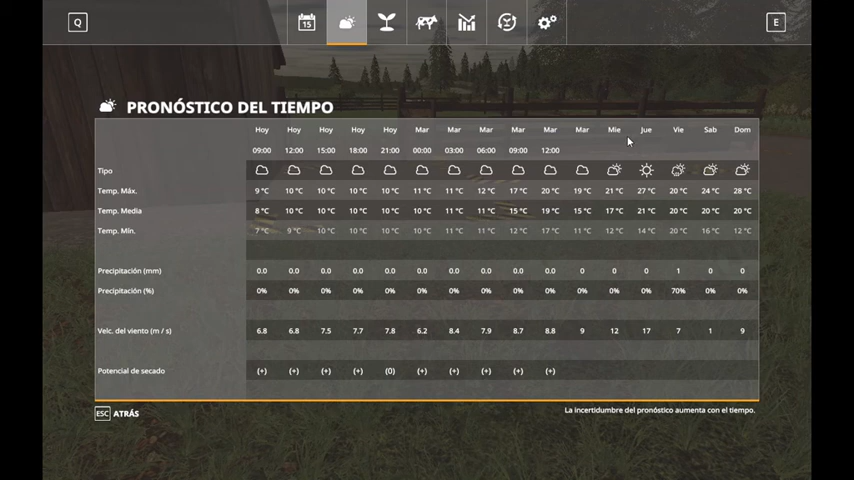 Q
15
E
PRONÓSTICO DEL TIEMPO
Hoy Hoy Hoy Hoy Hoy Mar Mar Mar Mar Mar Mar Mie Jue Vie Sab Dom
09:00 12:00 15:00 18:00 21:00 00:00 03:00 06:00 09:00 12:00
Tipo
Temp. Máx. 9 °C 10 °C 10 °C 10 °C 10 °C 11 °C 11 °C 12 °C 17 °C 20 °C 19 °C 21 °C 27 °C 20 °C 24 °C 28 °C
Temp. Media 8 °C 10 °C 10 °C 10 °C 10 °C 10 °C 11 °C 11 °C 15 °C 19 °C 15 °C 17 °C 21 °C 20 °C 20 °C 20 °C
Temp. Mín. 7 °C 9 °C 10 °C 10 °C 10 °C 10 °C 11 °C 11 °C 12 °C 17 °C 11 °C 12 °C 14 °C 20 °C 16 °C 12 °C
Precipitación (mm) 0.0 0.0 0.0 0.0 0.0 0.0 0.0 0.0 0.0 0.0 0 0 0 1 0 0
Precipitación (%) 0% 0% 0% 0% 0% 0% 0% 0% 0% 0% 0% 0% 0% 70% 0% 0%
Velc. del viento (m / s) 6.8 6.8 7.5 7.7 7.8 6.2 8.4 7.9 8.7 8.8 9 12 17 7 1 9
Potencial de secado (+) (+) (+) (+) (0) (+) (+) (+) (+) (+)
ESC ATRÁS
La incertidumbre del pronóstico aumenta con el tiempo.